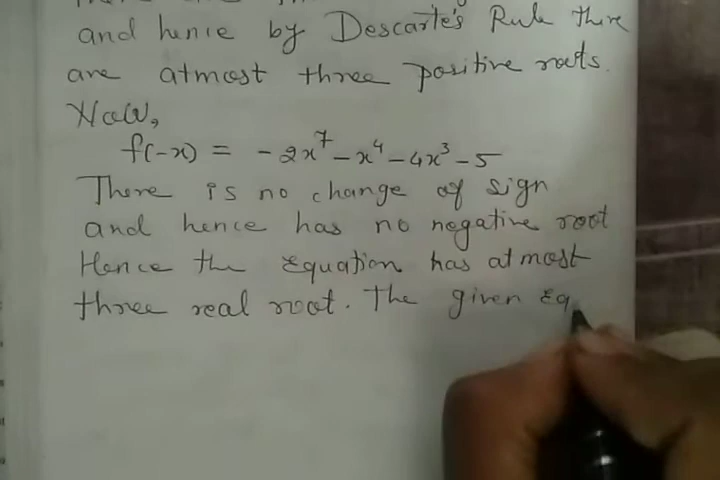 and hence by Descarte's Rule there
are atmost three positive roots.
Now,
f(-x) = - 2x⁷ - x⁴ - 4x³ - 5
There is no change of sign
and hence has no negative root
Hence the Equation has atmost
three real root. The given Eq